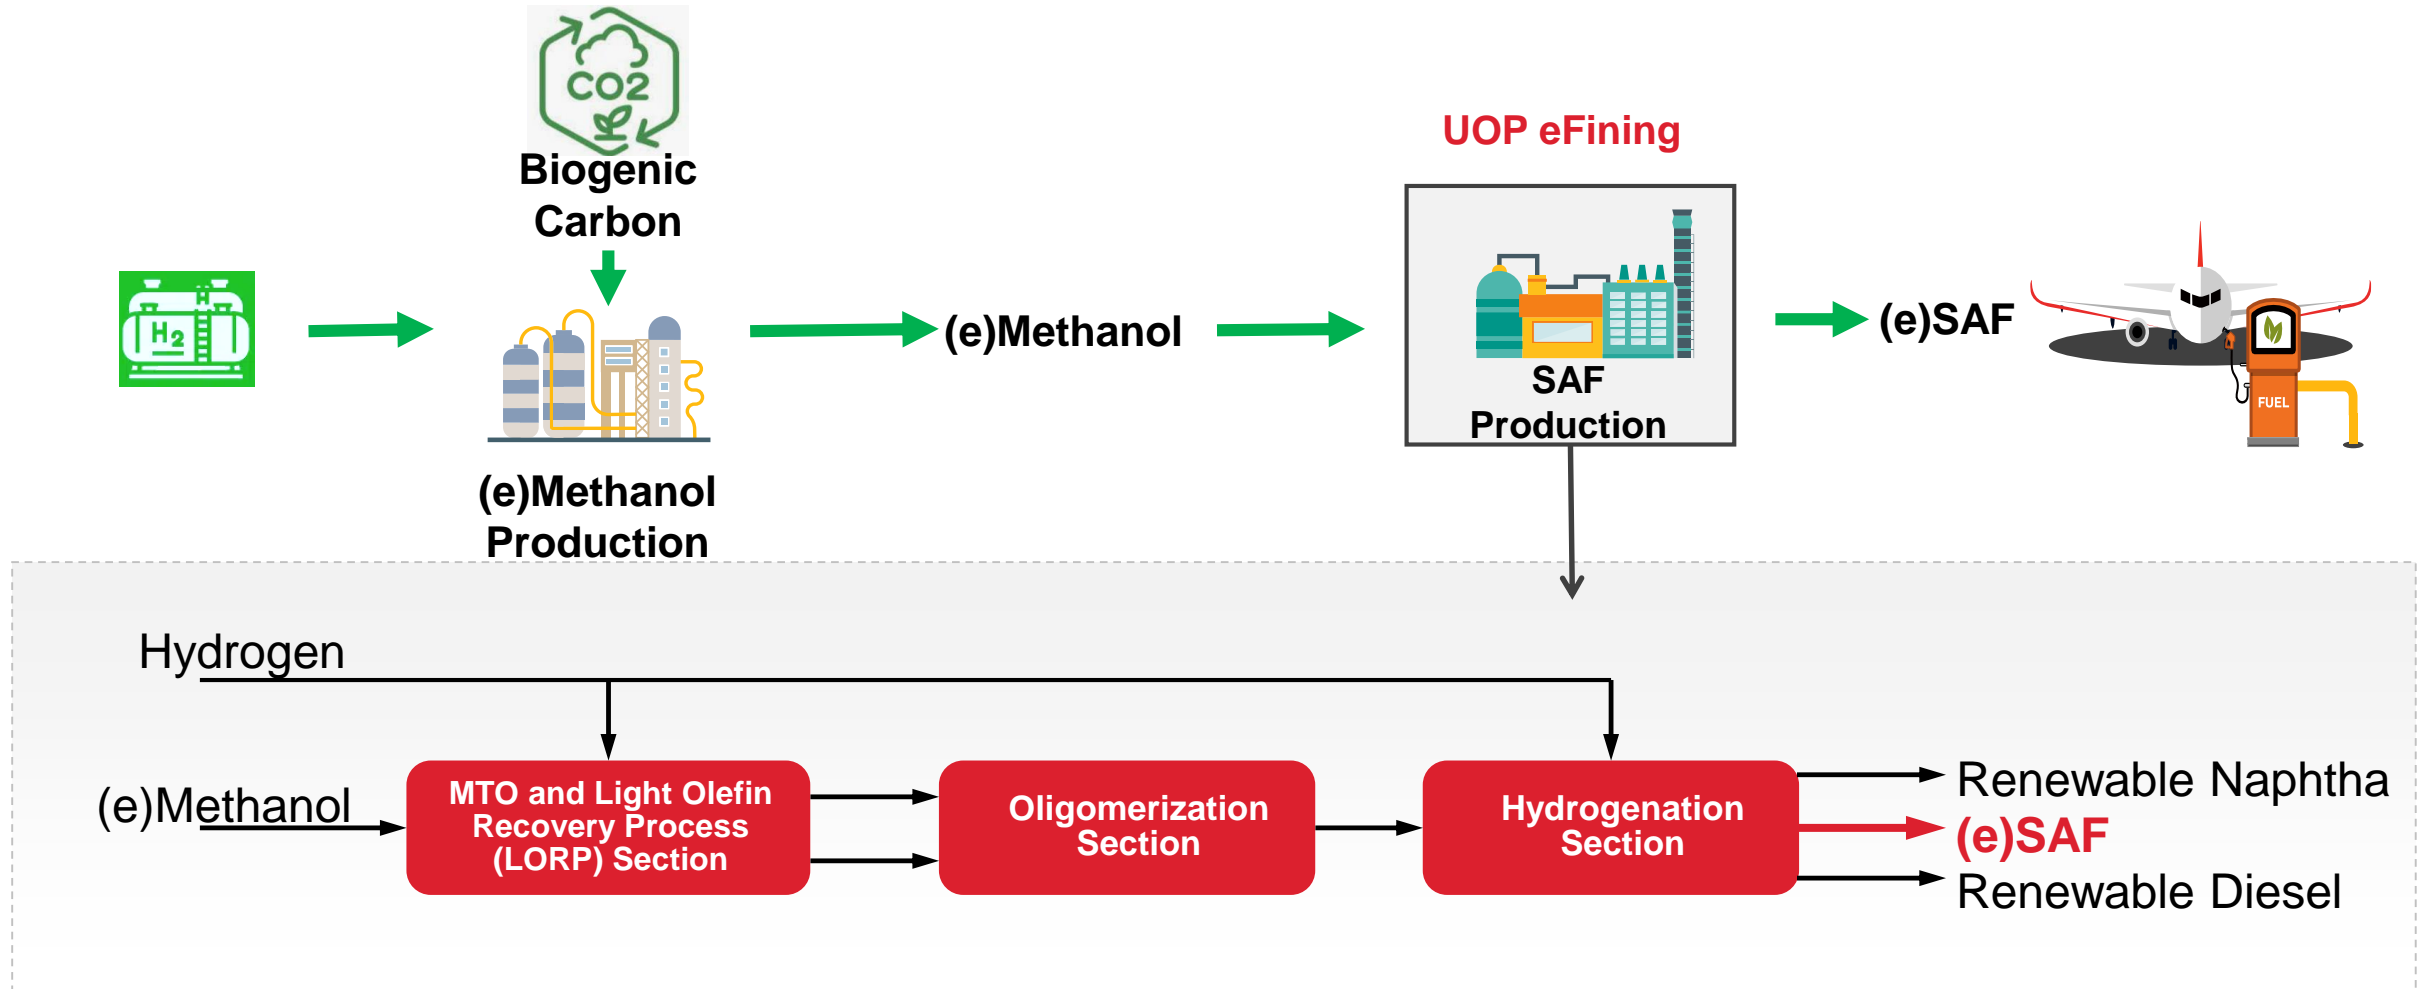 CO2
Biogenic
Carbon
UOP eFining
H2
(e)Methanol
(e)SAF
SAF
Production
FUEL
(e)Methanol
Production
Hydrogen
(e)Methanol
MTO and Light Olefin
Recovery Process
(LORP) Section
Oligomerization
Section
Hydrogenation
Section
Renewable Naphtha
(e)SAF
Renewable Diesel